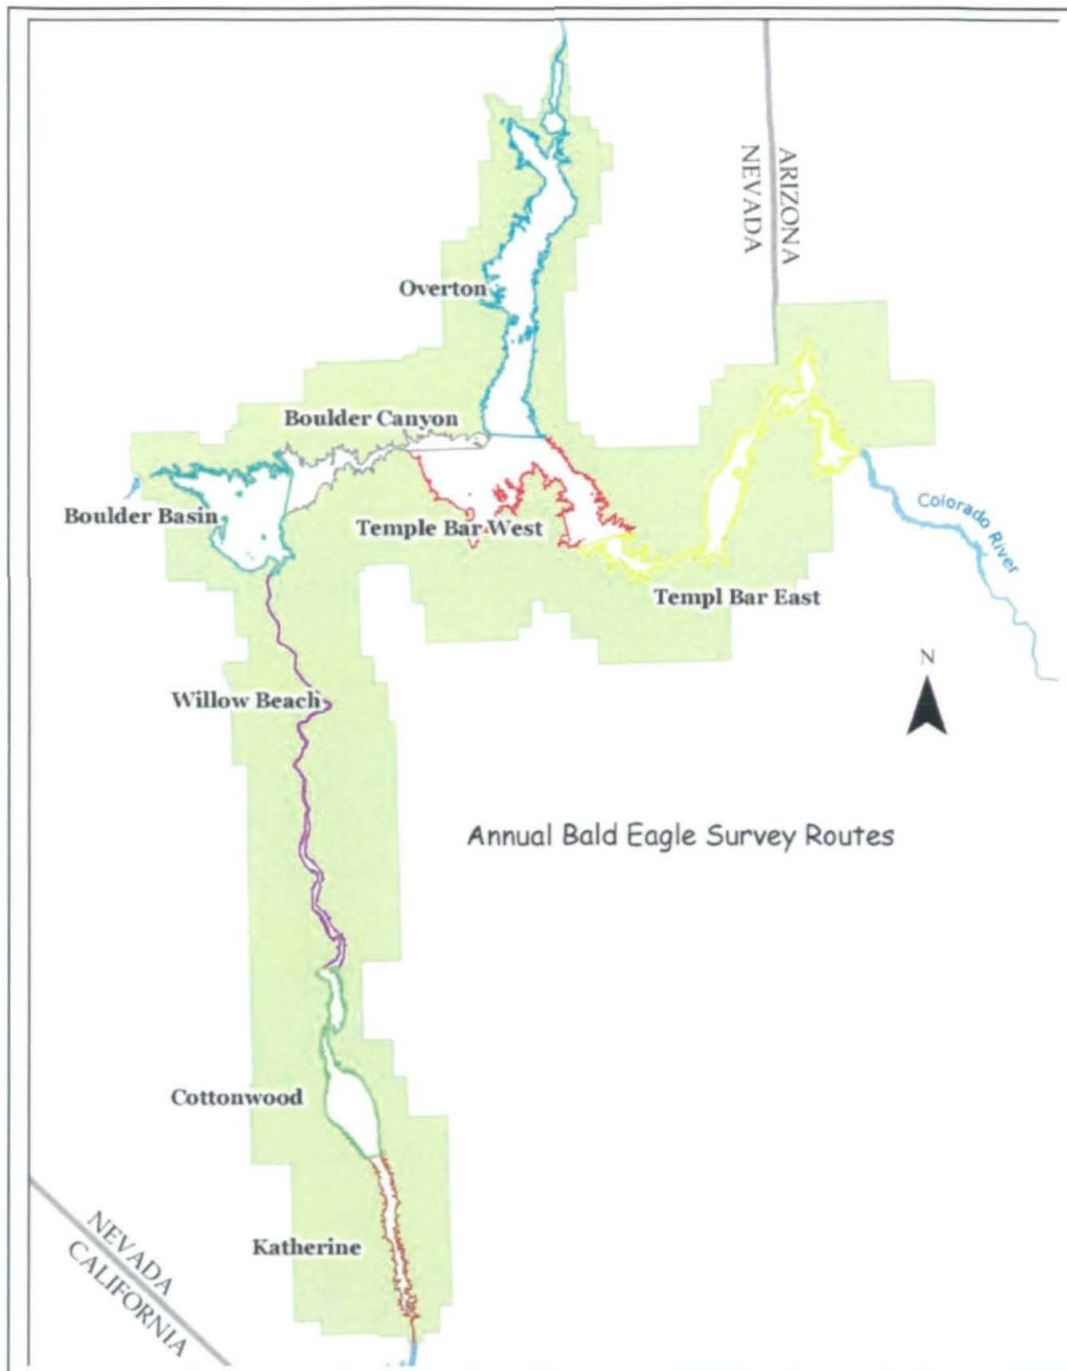 ARIZONA
NEVADA
Overton
Boulder Canyon
Boulder Basin
Temple Bar West
Colorado River
Templ Bar East
N
Willow Beach
Annual Bald Eagle Survey Routes
Cottonwood
Katherine
NEVADA
CALIFORNIA